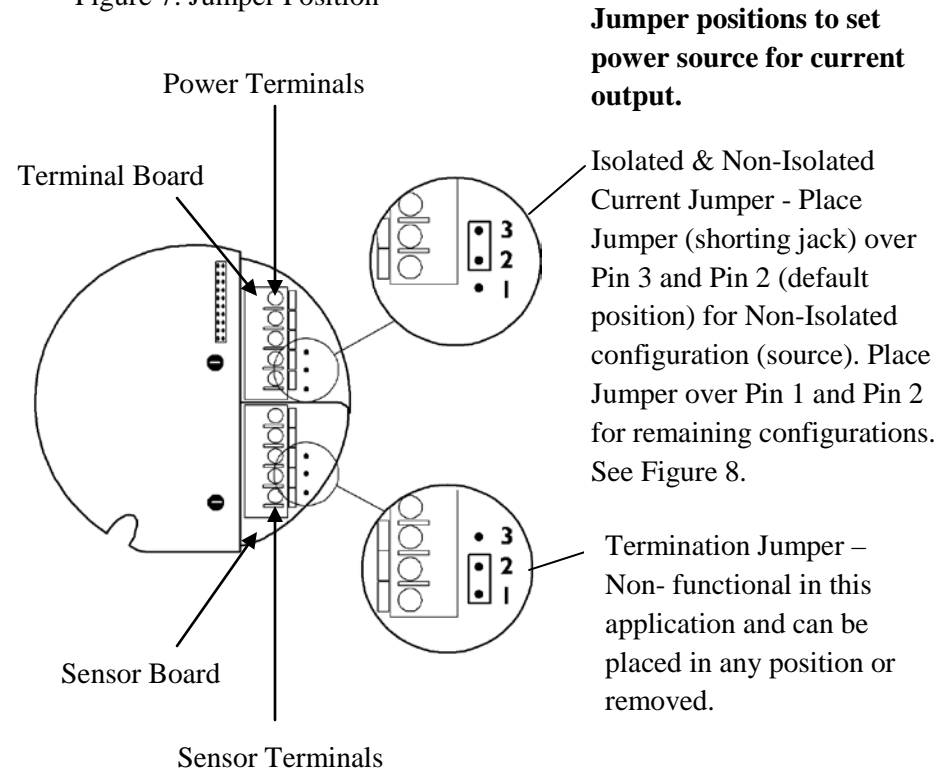 Figure 7. Jumper Position
Jumper positions to set
power source for current
output.
Power Terminals
Terminal Board
Isolated & Non-Isolated
Current Jumper - Place
Jumper (shorting jack) over
Pin 3 and Pin 2 (default
position) for Non-Isolated
configuration (source). Place
Jumper over Pin 1 and Pin 2
for remaining configurations.
See Figure 8.
3
2
1
3
2
1
Termination Jumper –
Non- functional in this
application and can be
placed in any position or
removed.
Sensor Board
Sensor Terminals